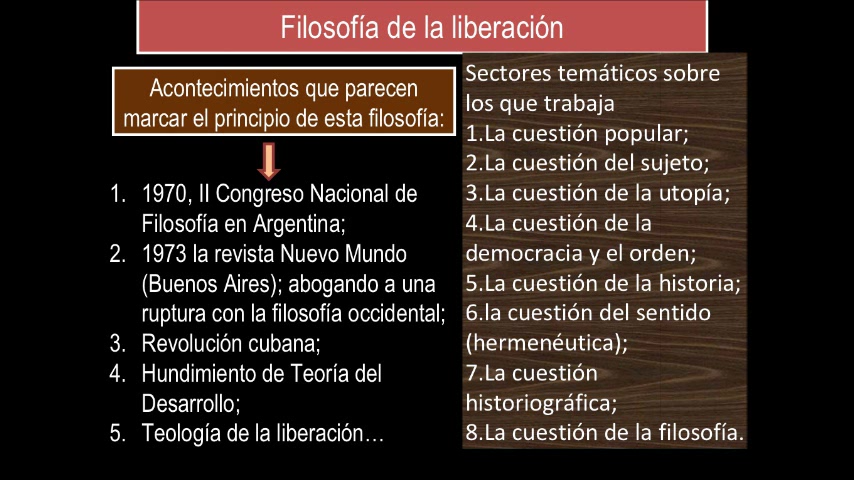 Filosofía de la liberación
Acontecimientos que parecen
marcar el principio de esta filosofía:
1. 1970, II Congreso Nacional de
Filosofía en Argentina;
2. 1973 la revista Nuevo Mundo
(Buenos Aires); abogando a una
ruptura con la filosofía occidental;
3. Revolución cubana;
4. Hundimiento de Teoría del
Desarrollo;
5. Teología de la liberación…
Sectores temáticos sobre
los que trabaja
1.La cuestión popular;
2.La cuestión del sujeto;
3.La cuestión de la utopía;
4.La cuestión de la
democracia y el orden;
5.La cuestión de la historia;
6.la cuestión del sentido
(hermenéutica);
7.La cuestión
historiográfica;
8.La cuestión de la filosofía.